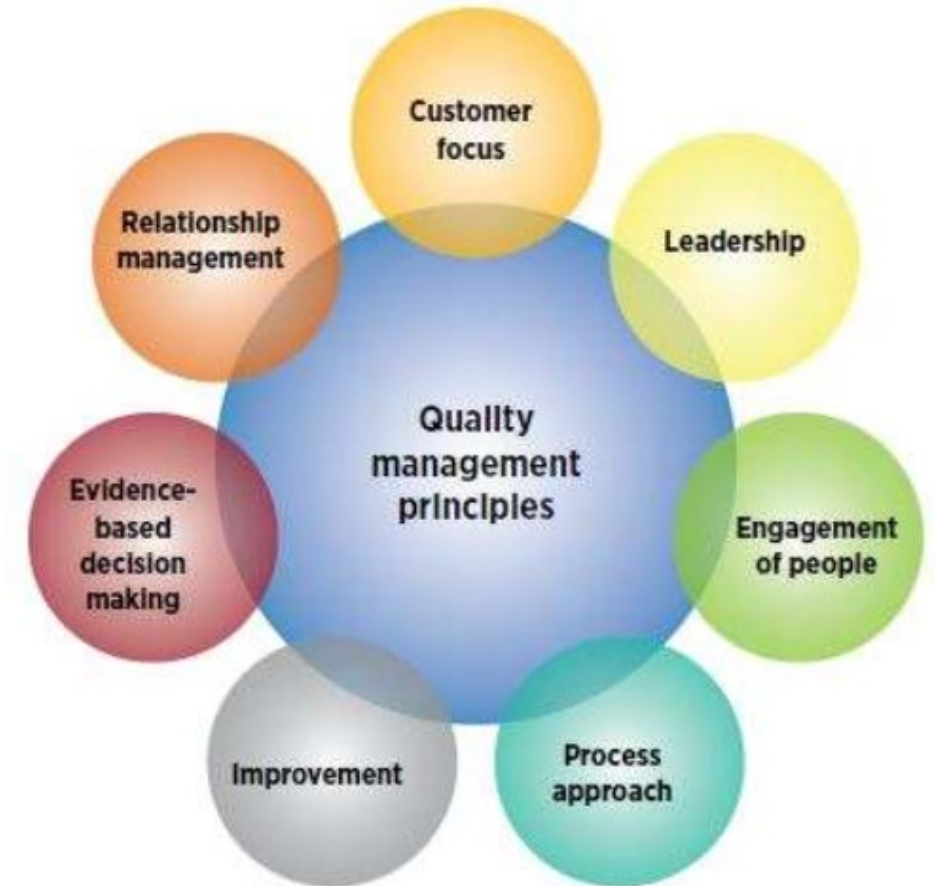 Customer
focus
Leadership
Engagement
of people
Process
approach
Improvement
Evidence-
based
decision
making
Relationship
management
Quality
management
principles